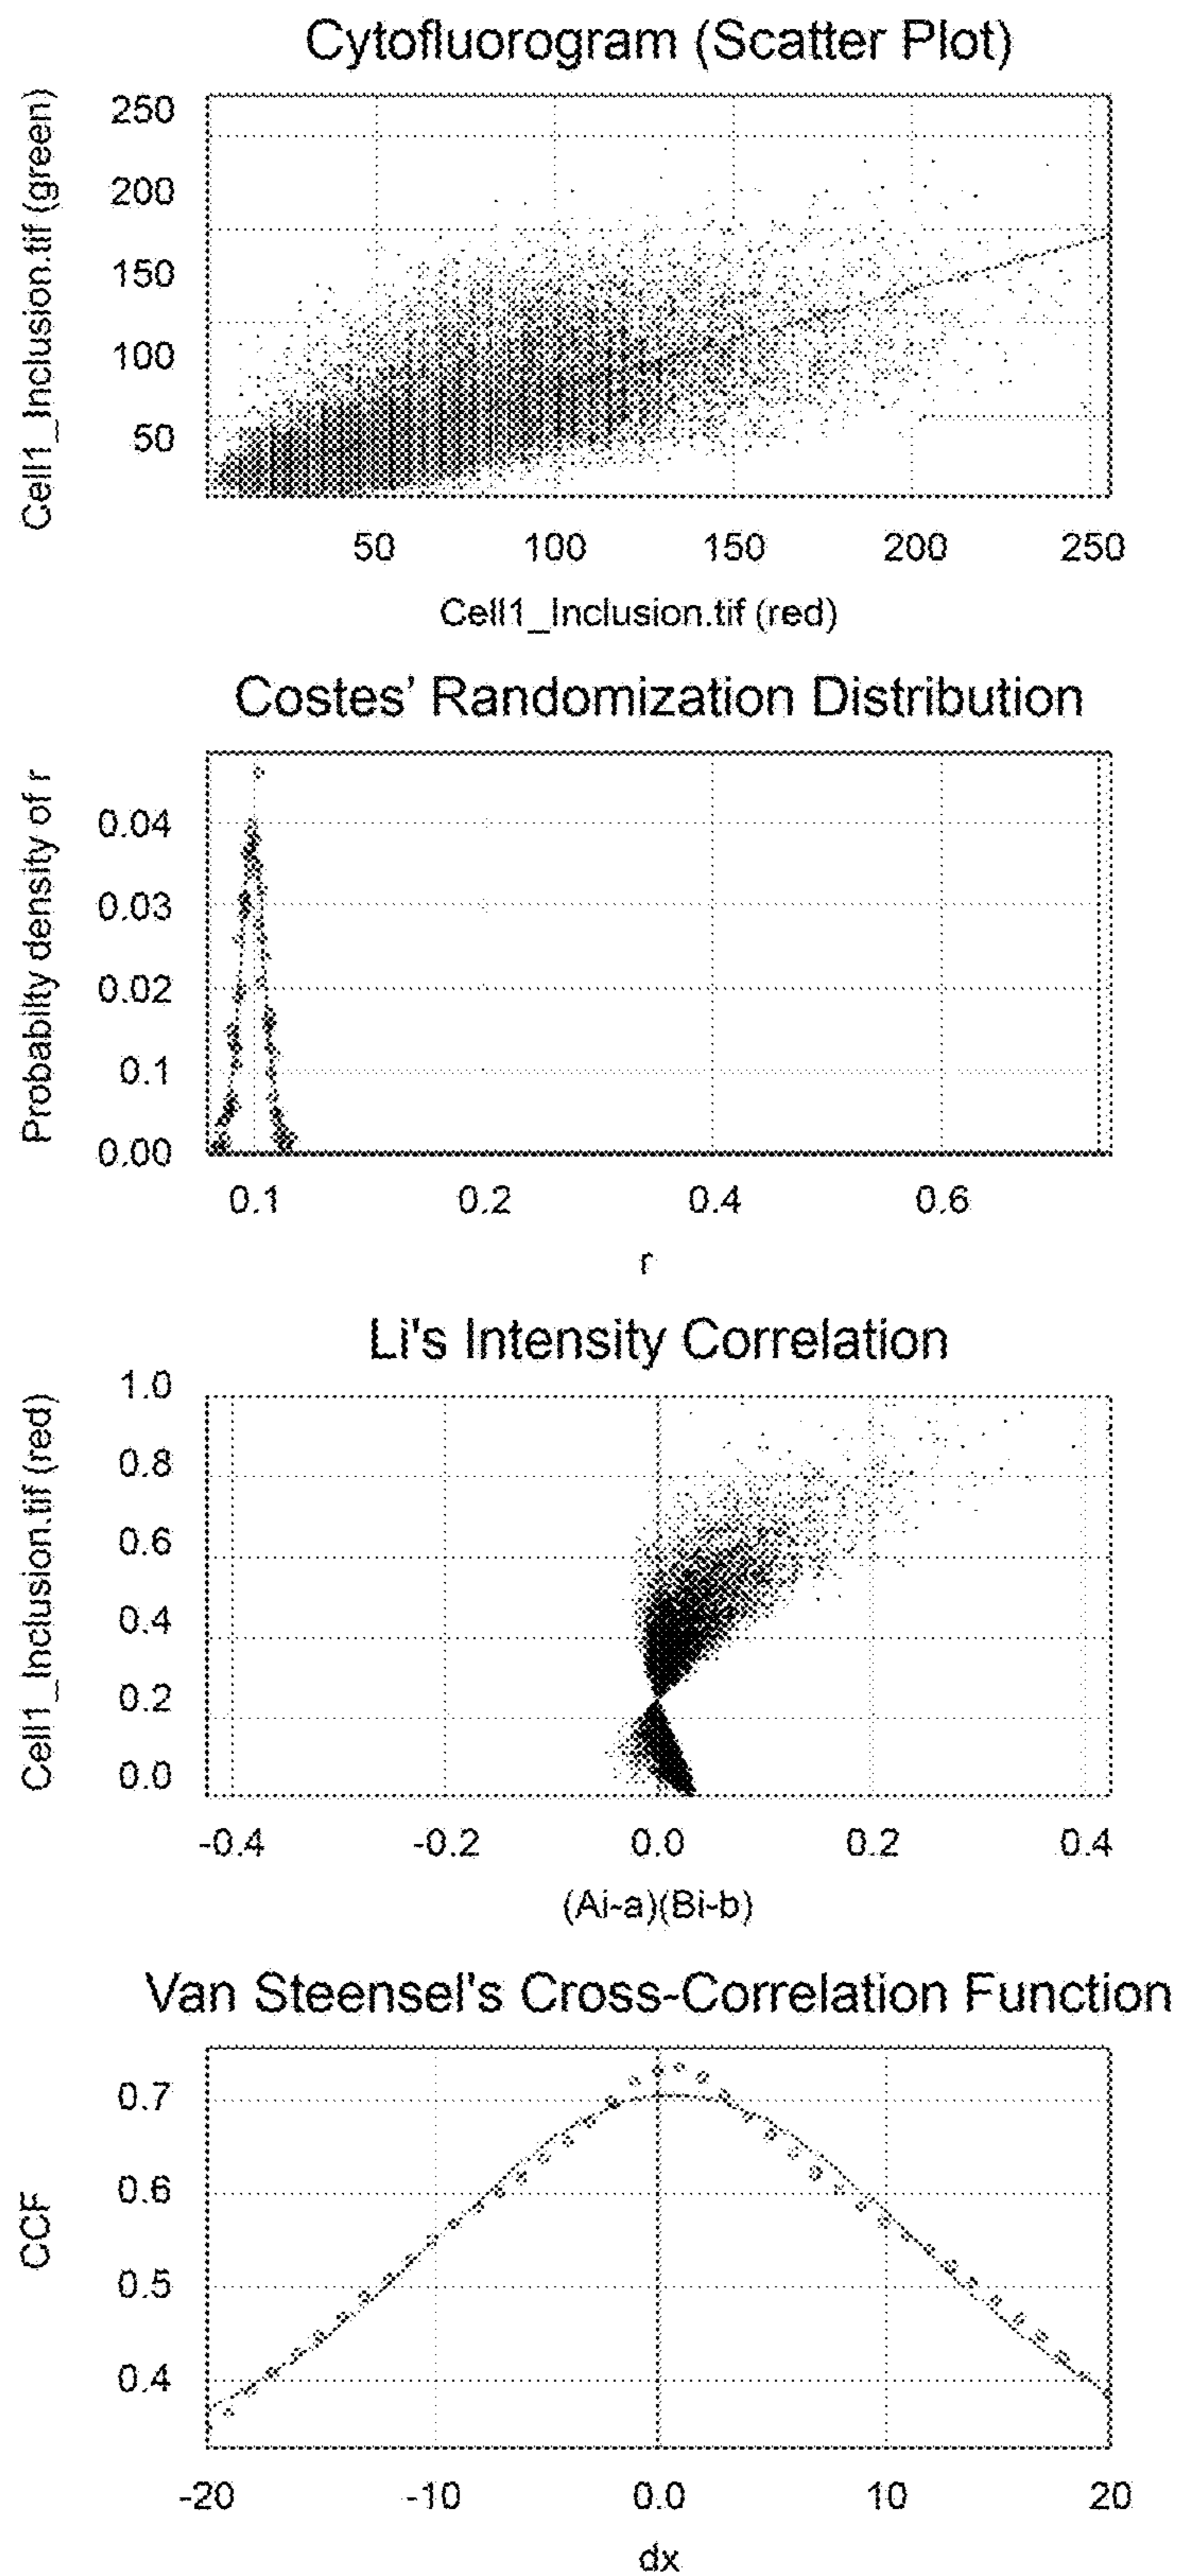 Cytofluorogram (Scatter Plot)
Cell1_Inclusion.tif (green)
250
200
150
100
50
50 100 150 200 250
Cell1_Inclusion.tif (red)
Costes' Randomization Distribution
Probabilty density of r
0.04
0.03
0.02
0.1
0.00
0.1 0.2 0.4 0.6
r
Li's Intensity Correlation
Cell1_Inclusion.tif (red)
1.0
0.8
0.6
0.4
0.2
0.0
-0.4 -0.2 0.0 0.2 0.4
(Ai-a)(Bi-b)
Van Steensel's Cross-Correlation Function
CCF
0.7
0.6
0.5
0.4
-20 -10 0.0 10 20
dx